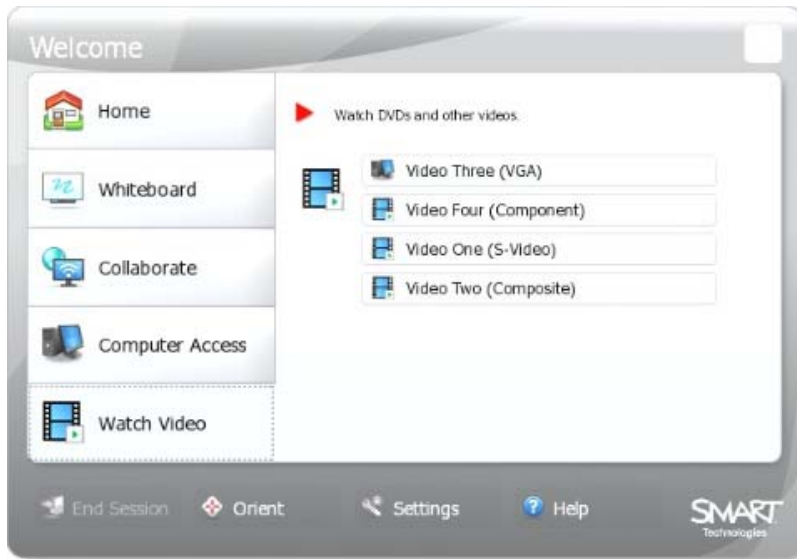 Welcome
Home
Whiteboard
Collaborate
Computer Access
Watch Video
Watch DVDs and other videos.
Video Three (VGA)
Video Four (Component)
Video One (S-Video)
Video Two (Composite)
End Session
Orient
Settings
Help
SMART
Technologies